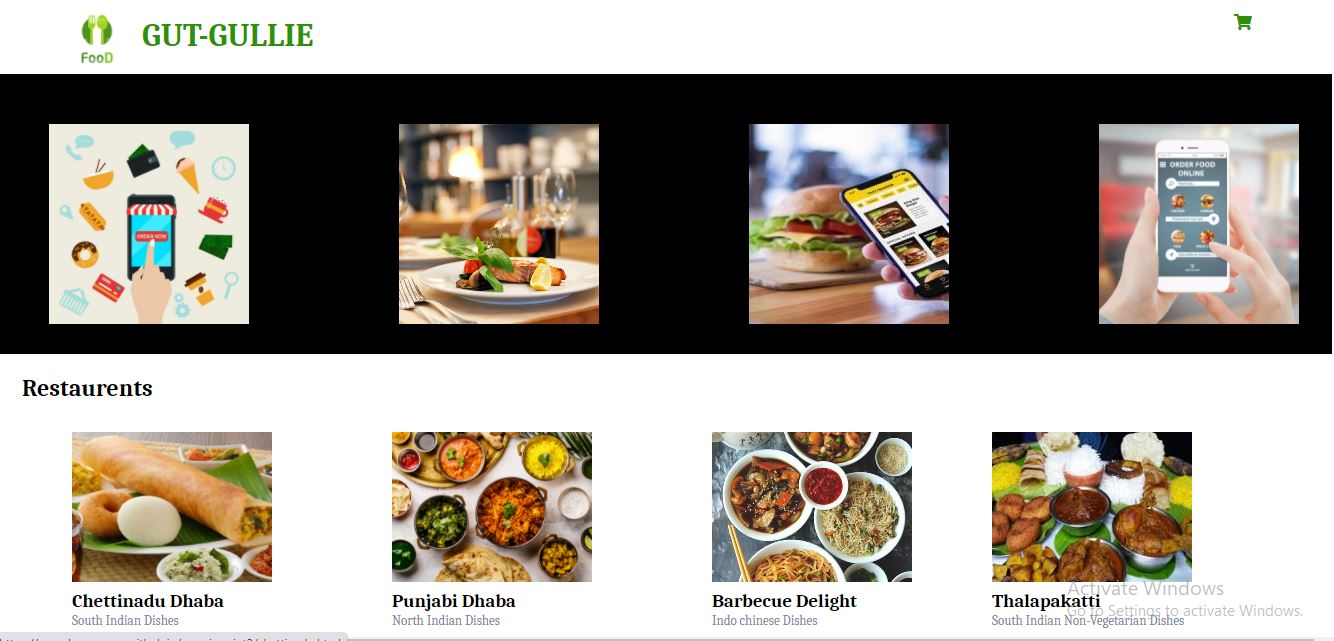 FooD
GUT-GULLIE
ORDER NOW
ORDER FOOD
ONLINE
Restaurents
Chettinadu Dhaba
South Indian Dishes
Punjabi Dhaba
North Indian Dishes
Barbecue Delight
Indo chinese Dishes
Thalapakatti
South Indian Non-Vegetarian Dishes
Activate Windows
Go to Settings to activate Windows.